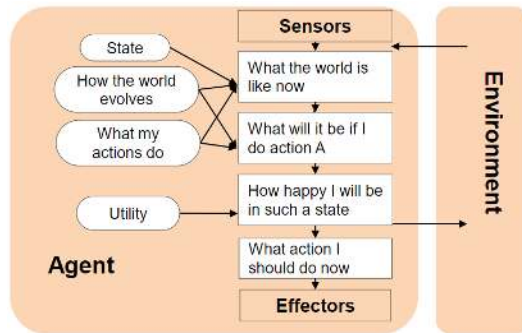 Sensors
State
What the world is
like now
How the world
evolves
What my
actions do
What will it be if I
do action A
How happy I will be
in such a state
Utility
What action I
should do now
Agent
Effectors
Environment